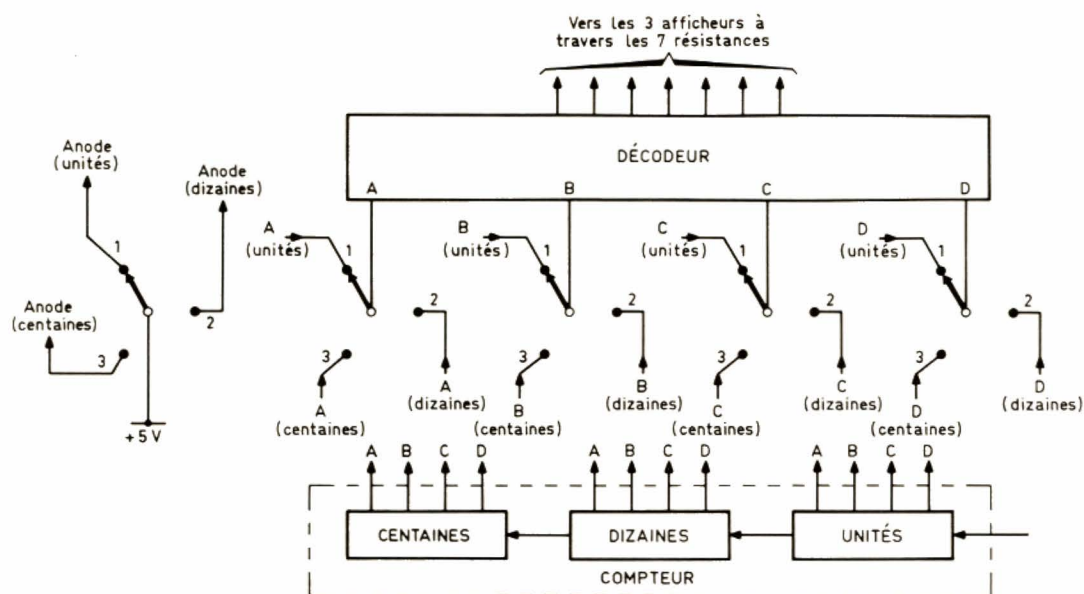 Vers les 3 afficheurs à
travers les 7 résistances
DÉCODEUR
A B C D
Anode
(unités)
1
Anode
(dizaines)
2
Anode
(centaines)
3
+5 V
A
(unités)
1
2
3
A
(dizaines)
A
(centaines)
B
(unités)
1
2
3
B
(dizaines)
B
(centaines)
C
(unités)
1
2
3
C
(dizaines)
C
(centaines)
D
(unités)
1
2
3
D
(dizaines)
D
(centaines)
A B C D
CENTAINES
A B C D
DIZAINES
A B C D
UNITÉS
COMPTEUR